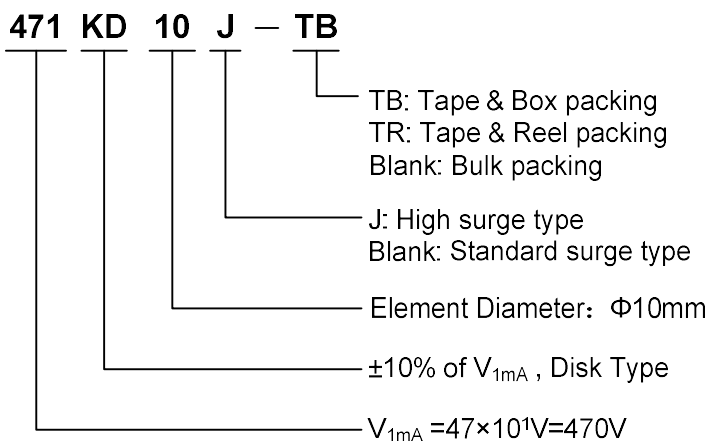 471 KD 10 J — TB
TB: Tape & Box packing
TR: Tape & Reel packing
Blank: Bulk packing
J: High surge type
Blank: Standard surge type
Element Diameter：Φ10mm
±10% of V₁ₘA , Disk Type
V₁ₘA =47×10¹V=470V